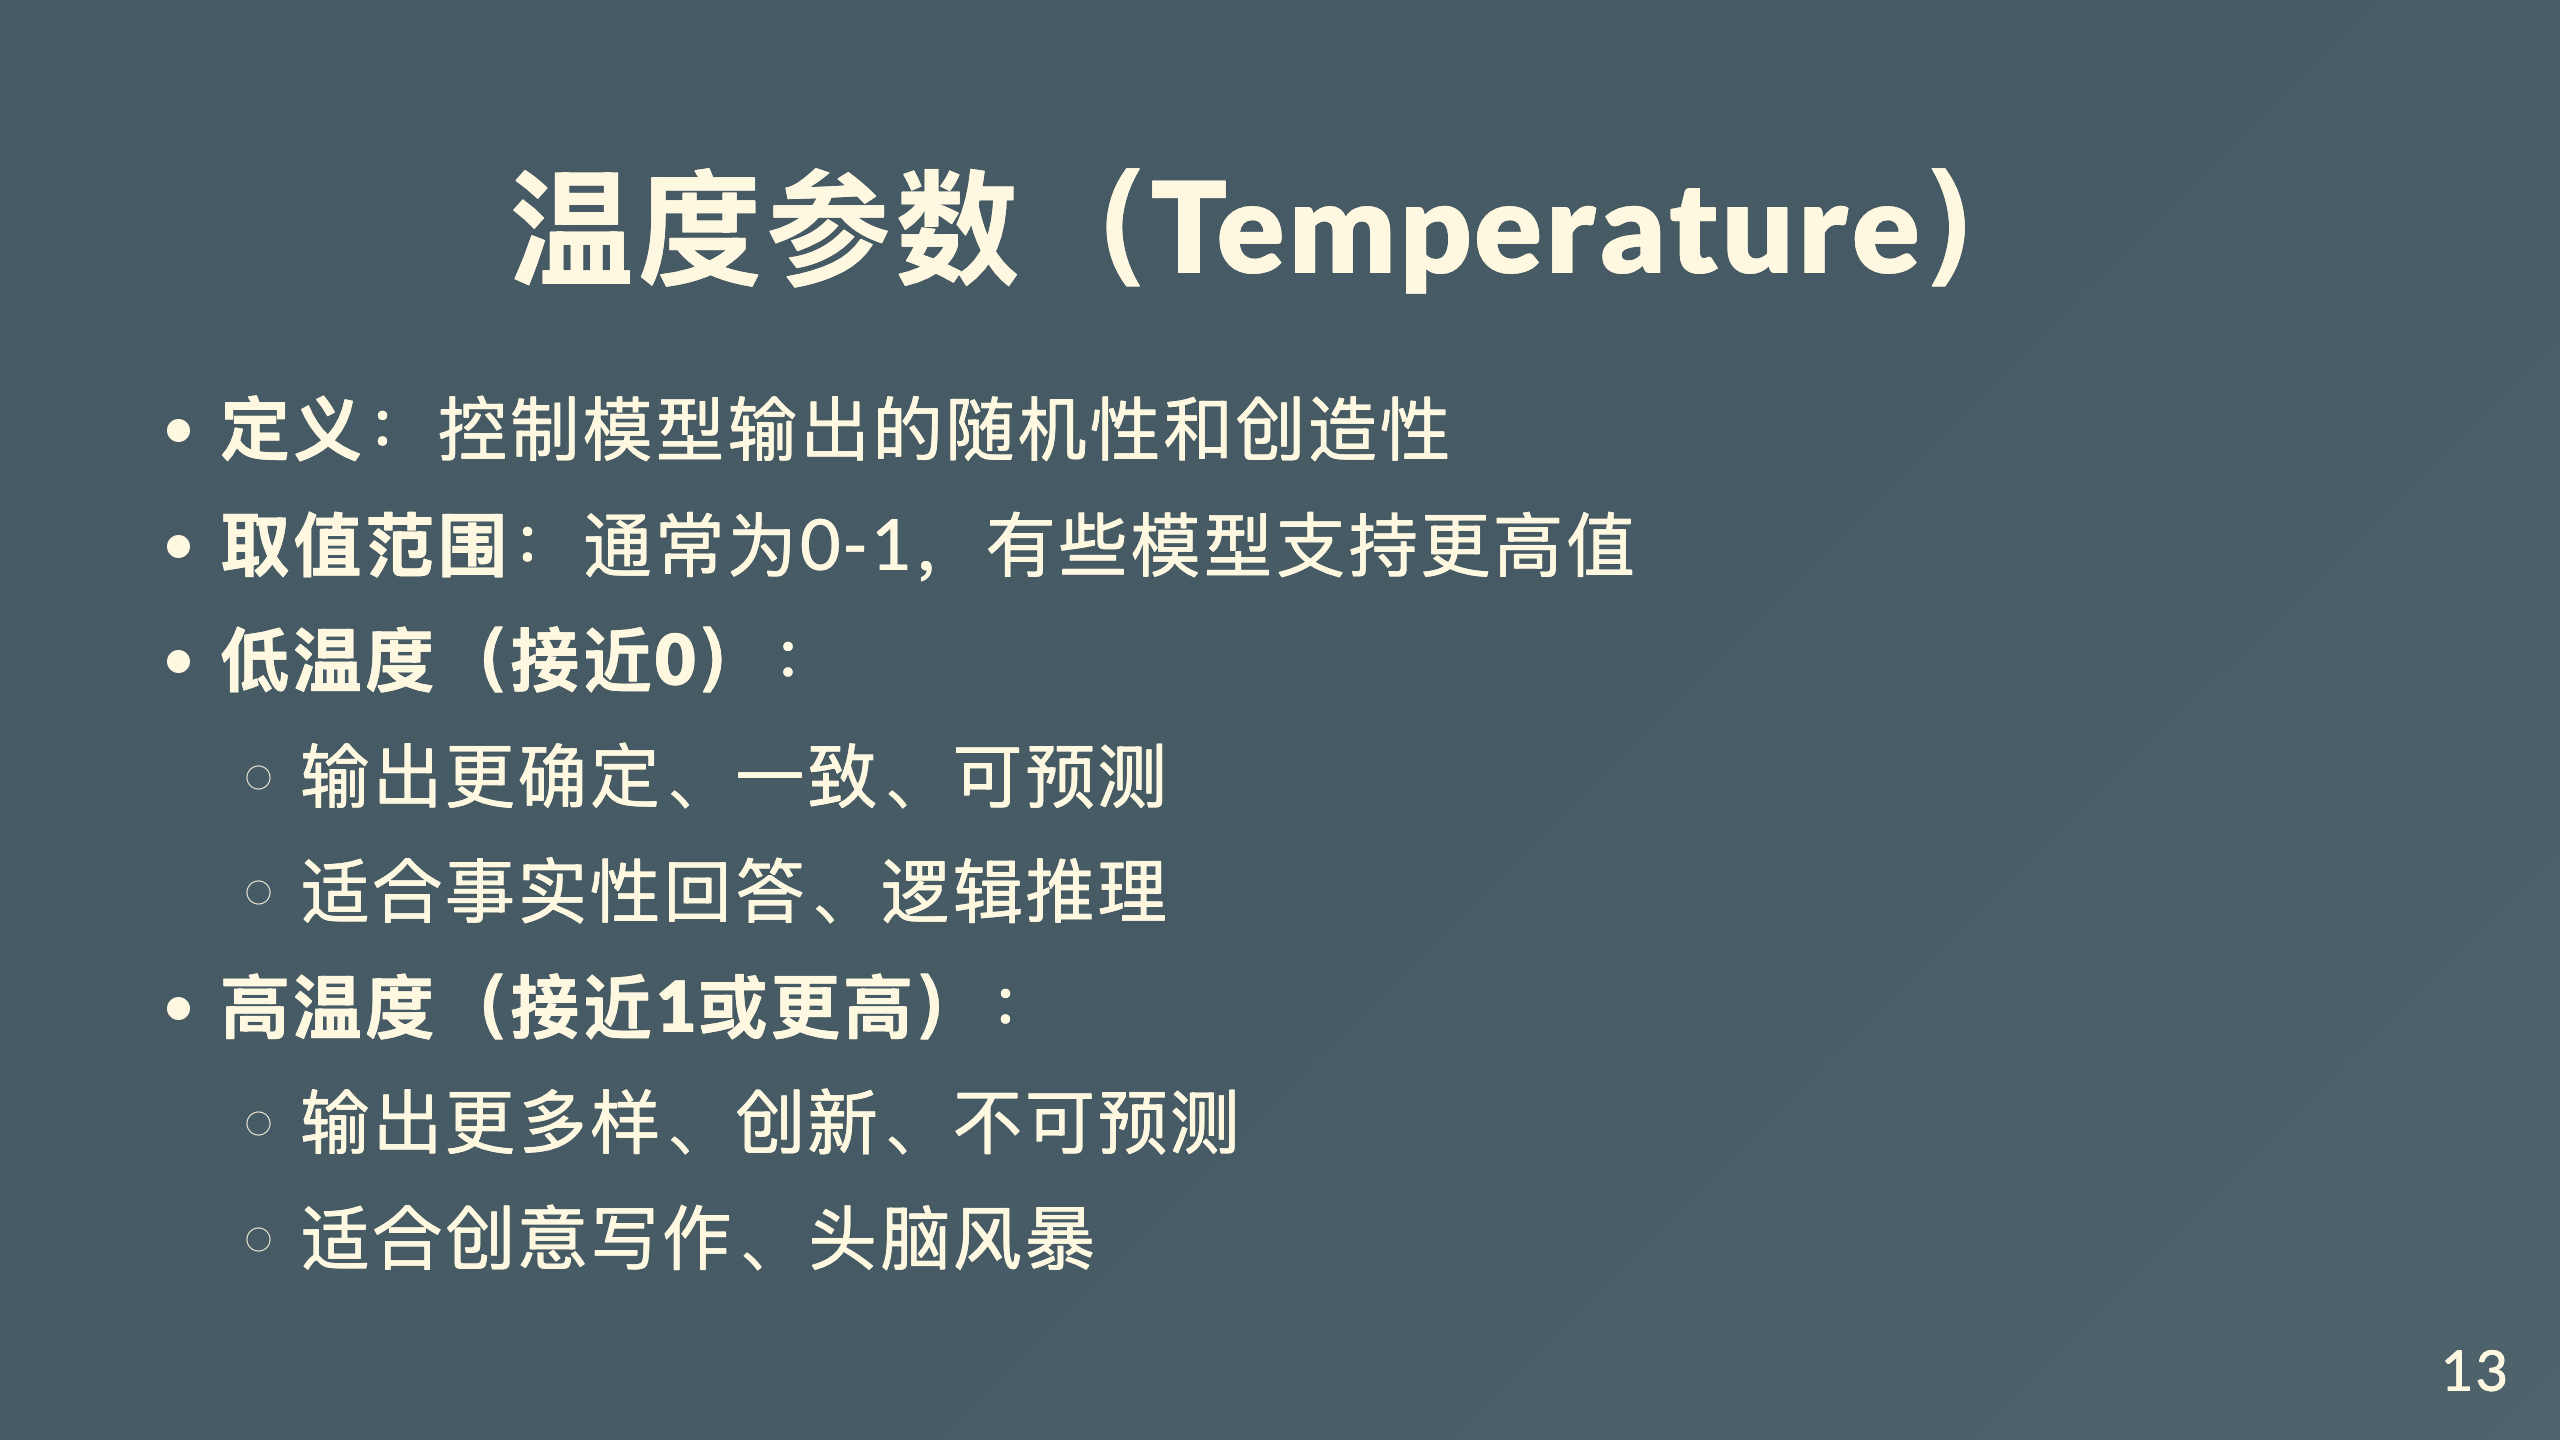 温度参数（Temperature）
• 定义：控制模型输出的随机性和创造性
• 取值范围：通常为0-1，有些模型支持更高值
• 低温度（接近0）：
○ 输出更确定、一致、可预测
○ 适合事实性回答、逻辑推理
• 高温度（接近1或更高）：
○ 输出更多样、创新、不可预测
○ 适合创意写作、头脑风暴
13